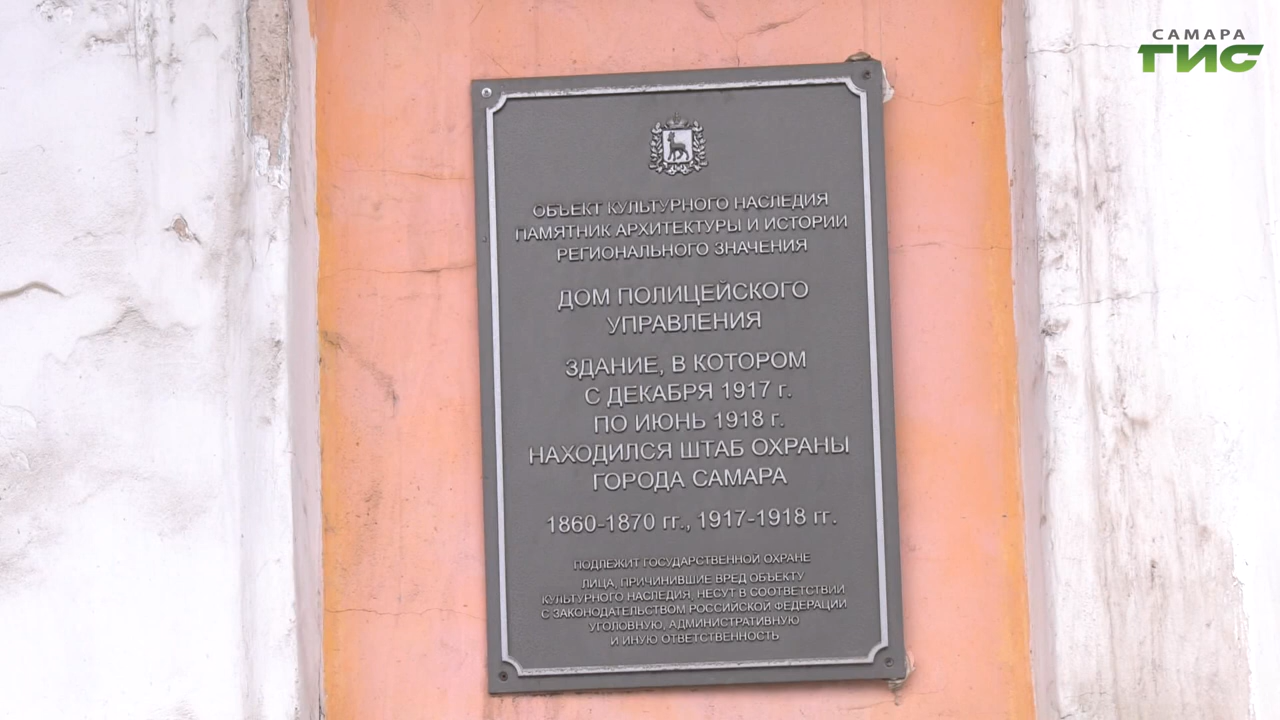 САМАРА
ГИС
ОБЪЕКТ КУЛЬТУРНОГО НАСЛЕДИЯ
ПАМЯТНИК АРХИТЕКТУРЫ И ИСТОРИИ
РЕГИОНАЛЬНОГО ЗНАЧЕНИЯ
ДОМ ПОЛИЦЕЙСКОГО
УПРАВЛЕНИЯ
ЗДАНИЕ, В КОТОРОМ
С ДЕКАБРЯ 1917 г.
ПО ИЮНЬ 1918 г.
НАХОДИЛСЯ ШТАБ ОХРАНЫ
ГОРОДА САМАРА
1860-1870 гг., 1917-1918 гг.
ПОДЛЕЖИТ ГОСУДАРСТВЕННОЙ ОХРАНЕ
ЛИЦА, ПРИЧИНИВШИЕ ВРЕД ОБЪЕКТУ
КУЛЬТУРНОГО НАСЛЕДИЯ, НЕСУТ В СООТВЕТСТВИИ
С ЗАКОНОДАТЕЛЬСТВОМ РОССИЙСКОЙ ФЕДЕРАЦИИ
УГОЛОВНУЮ, АДМИНИСТРАТИВНУЮ
И ИНУЮ ОТВЕТСТВЕННОСТЬ